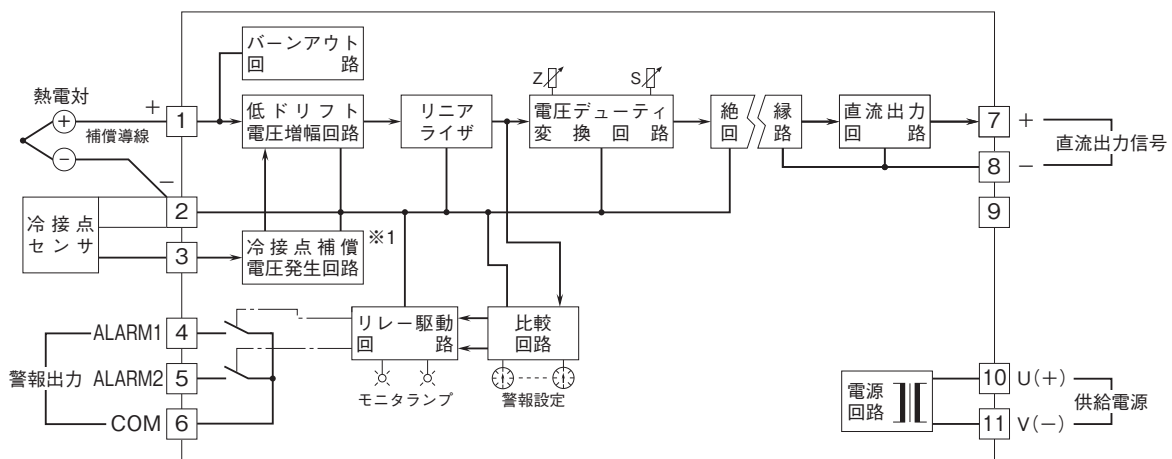 バーンアウト
回路
熱電対
+
補償導線
+
−
−
1
低ドリフト
電圧増幅回路
リニア
ライザ
Z
S
電圧デューティ
変換回路
絶縁
回路
直流出力
回路
7
+
8
−
直流出力信号
9
2
冷接点
センサ
3
冷接点補償
電圧発生回路
※1
警報出力
ALARM1
4
ALARM2
5
COM
6
リレー駆動
回路
モニタランプ
比較
回路
警報設定
電源
回路
10
U(+)
11
V(−)
供給電源